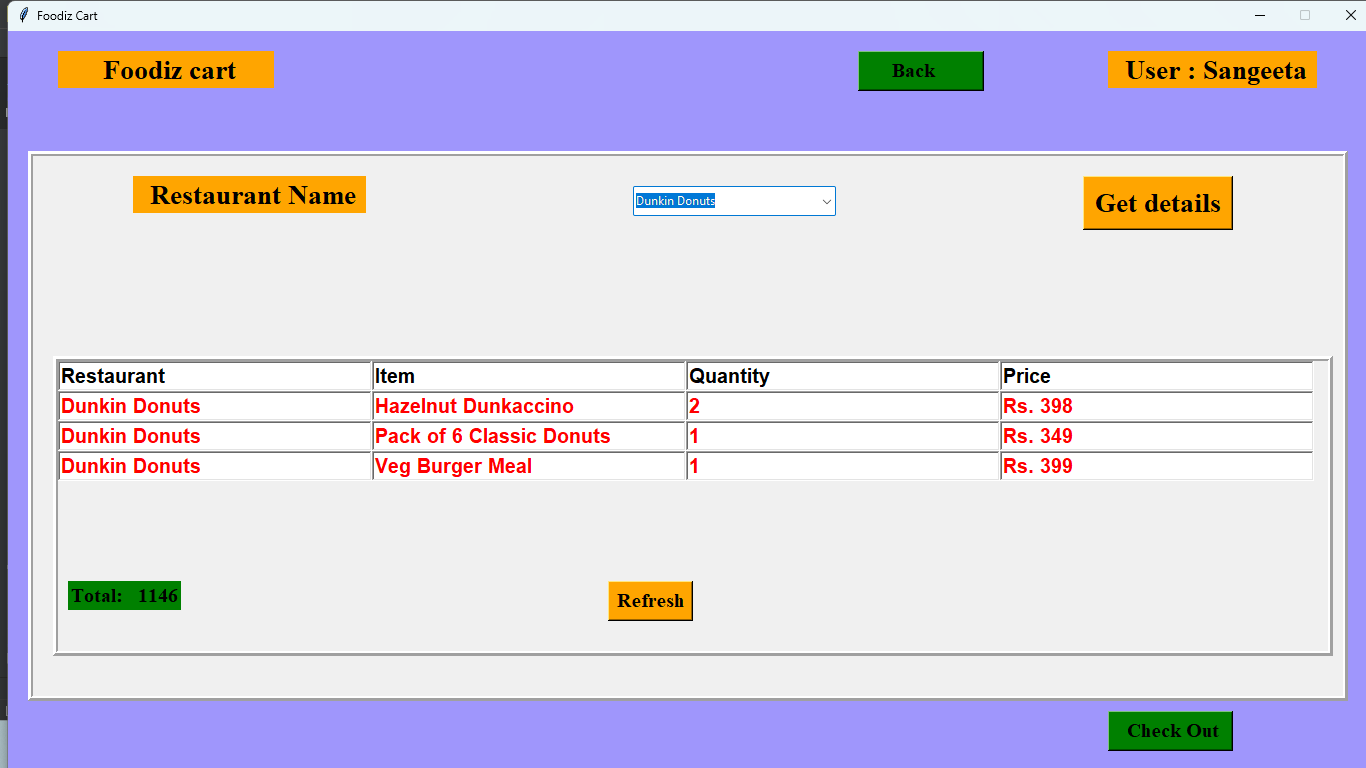 Foodiz Cart
Foodiz cart Back User : Sangeeta
Restaurant Name Dunkin Donuts Get details
Restaurant Item Quantity Price
Dunkin Donuts Hazelnut Dunkaccino 2 Rs. 398
Dunkin Donuts Pack of 6 Classic Donuts 1 Rs. 349
Dunkin Donuts Veg Burger Meal 1 Rs. 399
Total: 1146 Refresh
Check Out